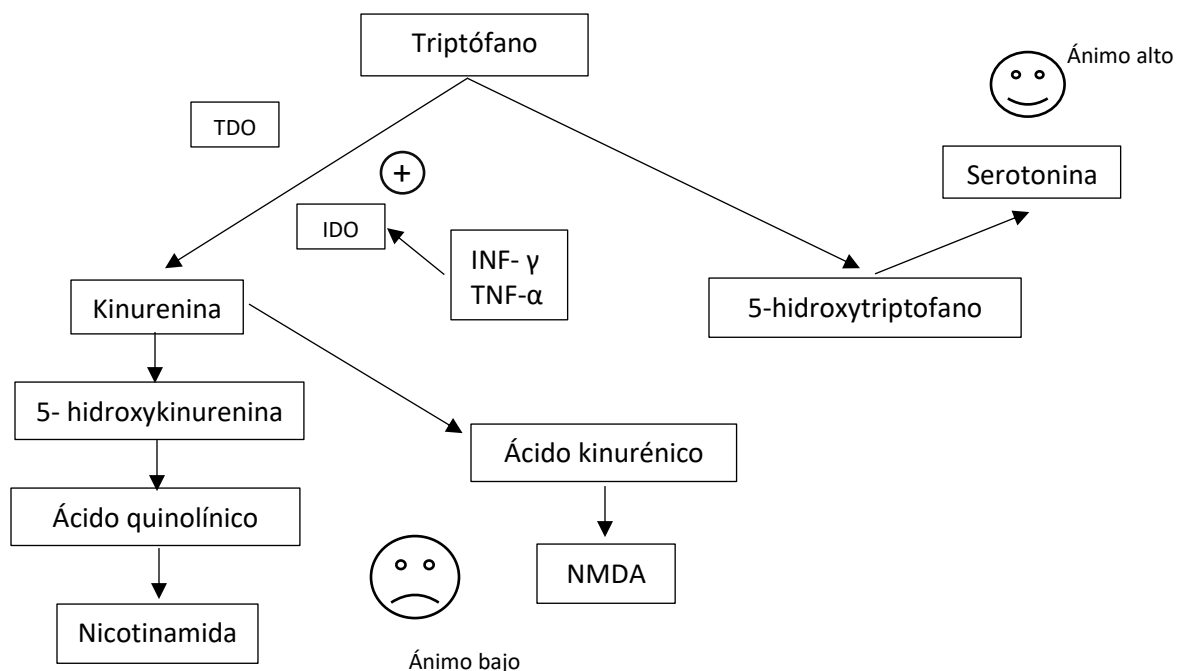 Triptófano
Ánimo alto
TDO
+
Serotonina
IDO
INF- γ
TNF-α
Kinurenina
5-hidroxytriptofano
5- hidroxykinurenina
Ácido kinurénico
Ácido quinolínico
NMDA
Nicotinamida
Ánimo bajo